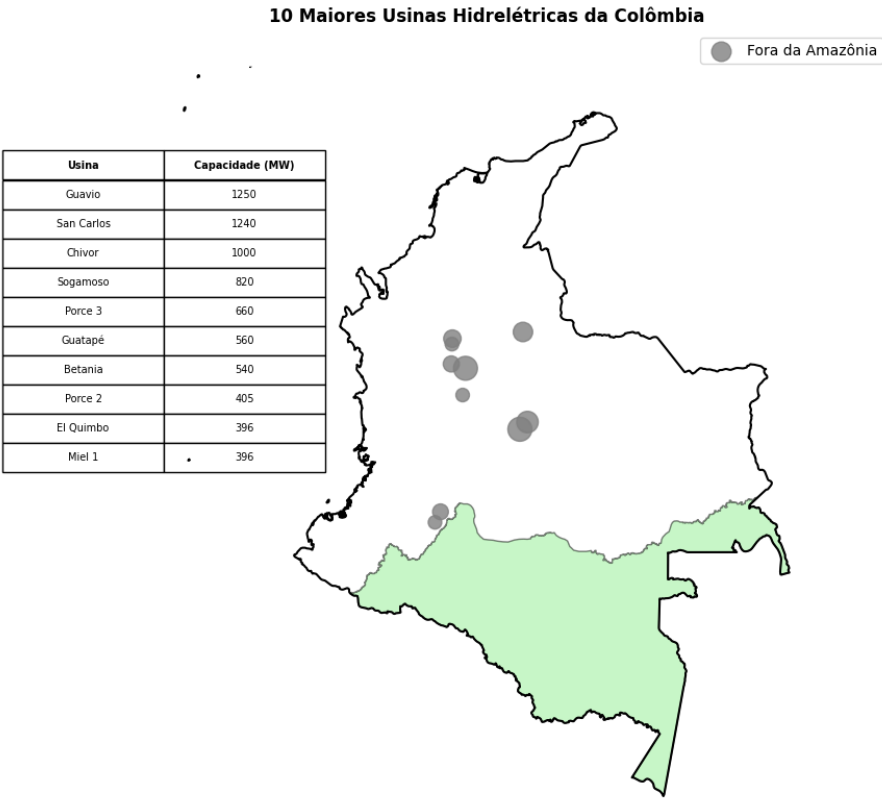 10 Maiores Usinas Hidrelétricas da Colômbia
Fora da Amazônia
Usina Capacidade (MW)
Guavio 1250
San Carlos 1240
Chivor 1000
Sogamoso 820
Porce 3 660
Guatapé 560
Betania 540
Porce 2 405
El Quimbo 396
Miel 1 396